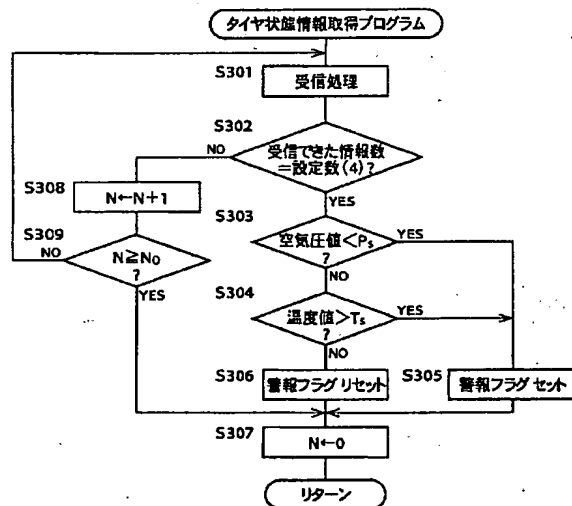 タイヤ状態情報取得プログラム
S301
受信処理
S302
受信できた情報数
=設定数(4)?
NO
YES
S308
N←N+1
S303
空気圧値<Ps
?
YES
NO
S309
N≧N0
?
NO
YES
S304
温度値>Ts
?
YES
NO
S306
警報フラグ リセット
S305
警報フラグ セット
S307
N←0
リターン